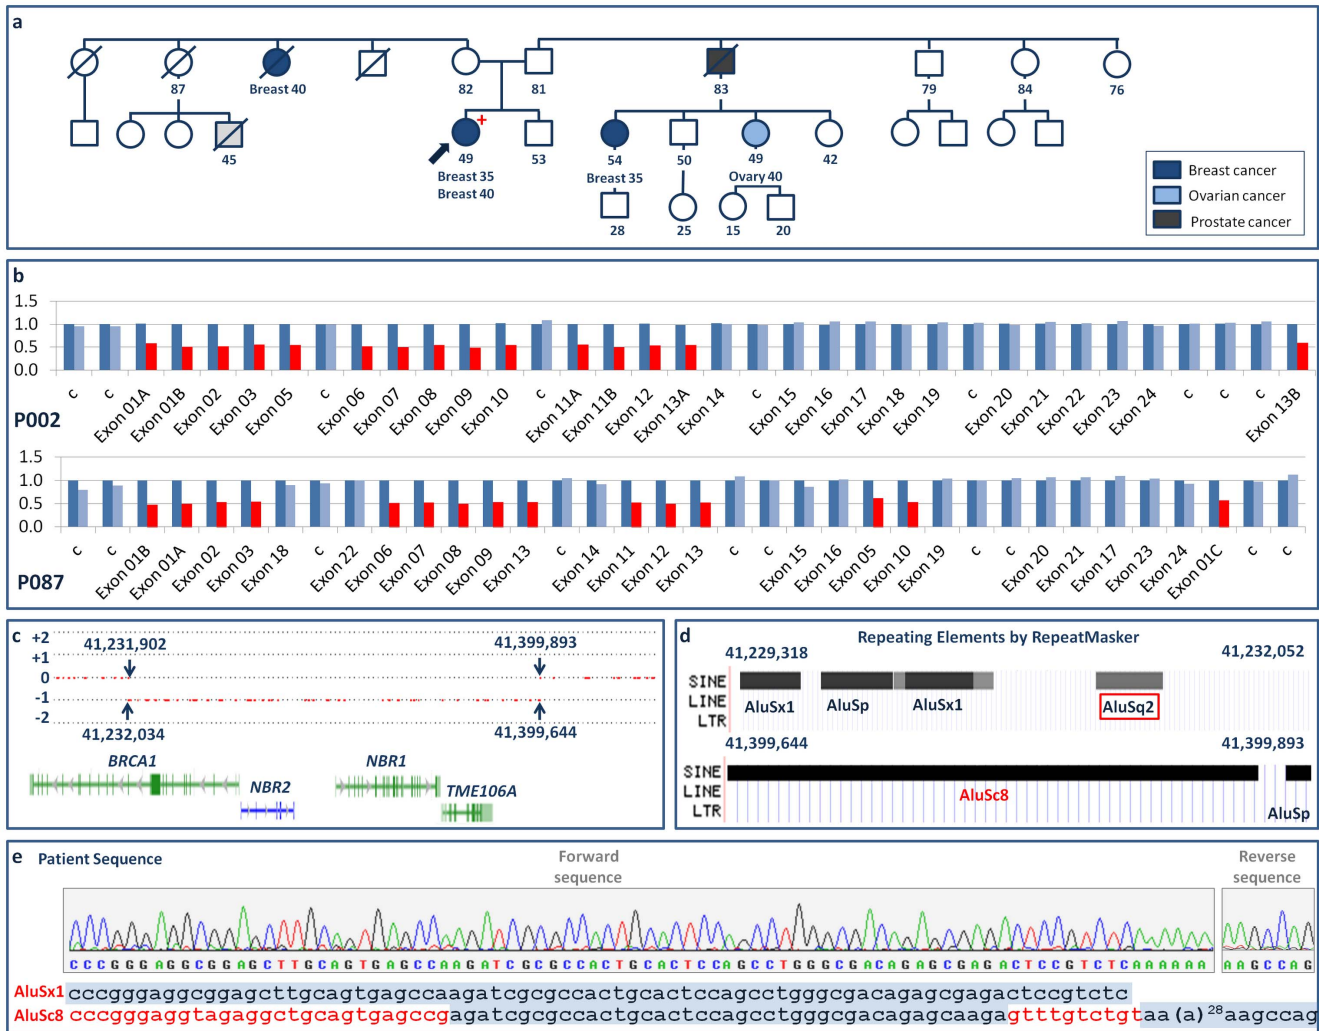 a
87
Breast 40
82
81
83
79
84
76
+
45
49
53
54
50
49
42
Breast 35
Breast 40
Breast 35
Ovary 40
28
25
15
20
Breast cancer
Ovarian cancer
Prostate cancer
b
1.5
1.0
0.5
0.0
c c Exon 01A Exon 01B Exon 02 Exon 03 Exon 05 c Exon 06 Exon 07 Exon 08 Exon 09 Exon 10 c Exon 11A Exon 11B Exon 12 Exon 13A Exon 14 c Exon 15 Exon 16 Exon 17 Exon 18 Exon 19 c Exon 20 Exon 21 Exon 22 Exon 23 Exon 24 c c c Exon 13B
P002
1.5
1.0
0.5
0.0
c c Exon 01B Exon 01A Exon 02 Exon 03 Exon 18 c Exon 22 Exon 06 Exon 07 Exon 08 Exon 09 Exon 13 c Exon 14 Exon 11 Exon 12 Exon 13 c c Exon 15 Exon 16 Exon 05 Exon 10 Exon 19 c c Exon 20 Exon 21 Exon 17 Exon 23 Exon 24 Exon 01C c c
P087
c
+2
+1
0
-1
-2
41,231,902
41,399,893
41,232,034
41,399,644
BRCA1
NBR2
NBR1
TME106A
d
Repeating Elements by RepeatMasker
41,229,318
41,232,052
SINE
LINE
LTR
AluSx1
AluSp
AluSx1
AluSq2
41,399,644
41,399,893
SINE
LINE
LTR
AluSc8
AluSp
e Patient Sequence
Forward
sequence
Reverse
sequence
CCCGGGAGGCGGAGCTTGCAGTGAGCCAAGATCGCGCCACTGCACTCCAGCCTGGGCGACAGAGCGAGACTCCGTCTCAAAAAA AAGCCAG
AluSx1 cccgggaggcggagcttgcagtgagccaagatcgcgccactgcactccagcctgggcgacagagcgagactccgtctc
AluSc8 cccgggaggtagaggctgcagtgagccgagatcgcgccactgcactccagcctgggcgacagagcaagagtttgtctgtaa(a)28aagccag